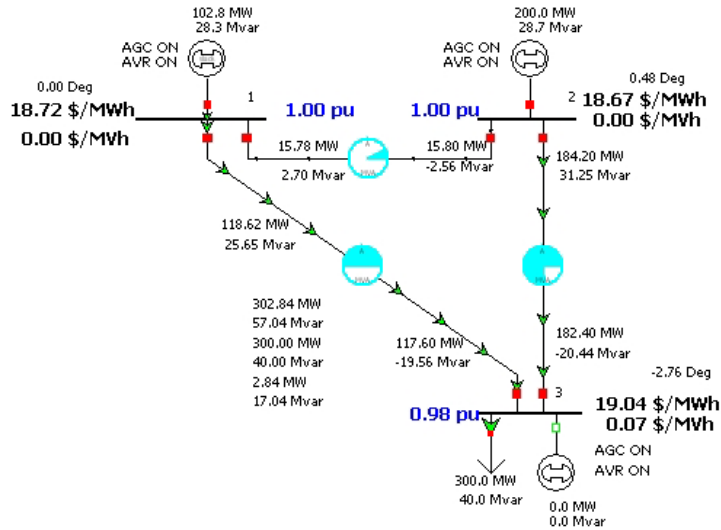 102.8 MW
28.3 Mvar
200.0 MW
28.7 Mvar
AGC ON
AVR ON
AGC ON
AVR ON
0.00 Deg
0.48 Deg
18.72 $/MWh
1
1.00 pu
1.00 pu
2
18.67 $/MWh
0.00 $/MVh
0.00 $/MVh
15.78 MW
A
15.80 MW
2.70 Mvar
MVA
-2.56 Mvar
184.20 MW
31.25 Mvar
118.62 MW
25.65 Mvar
A
MVA
A
MVA
302.84 MW
57.04 Mvar
300.00 MW
40.00 Mvar
2.84 MW
17.04 Mvar
117.60 MW
-19.56 Mvar
182.40 MW
-20.44 Mvar
-2.76 Deg
3
0.98 pu
19.04 $/MWh
0.07 $/MVh
AGC ON
AVR ON
300.0 MW
40.0 Mvar
0.0 MW
0.0 Mvar